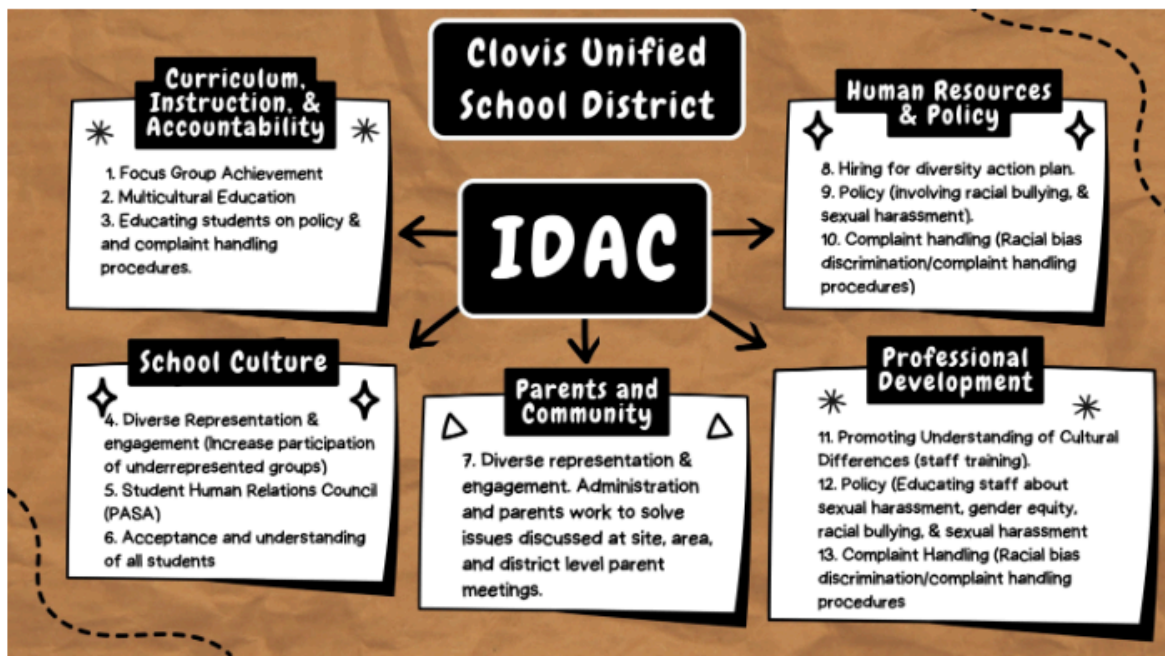 Clovis Unified
School District
IDAC
Curriculum,
Instruction, &
Accountability
1. Focus Group Achievement
2. Multicultural Education
3. Educating students on policy &
and complaint handling
procedures.
School Culture
4. Diverse Representation &
engagement (Increase participation
of underrepresented groups)
5. Student Human Relations Council
(PASA)
6. Acceptance and understanding
of all students
Parents and
Community
7. Diverse representation &
engagement. Administration
and parents work to solve
issues discussed at site, area,
and district level parent
meetings.
Human Resources
& Policy
8. Hiring for diversity action plan.
9. Policy (involving racial bullying, &
sexual harassment).
10. Complaint handling (Racial bias
discrimination/complaint handling
procedures)
Professional
Development
11. Promoting Understanding of Cultural
Differences (staff training).
12. Policy (Educating staff about
sexual harassment, gender equity,
racial bullying, & sexual harassment
13. Complaint Handling (Racial bias
discrimination/complaint handling
procedures